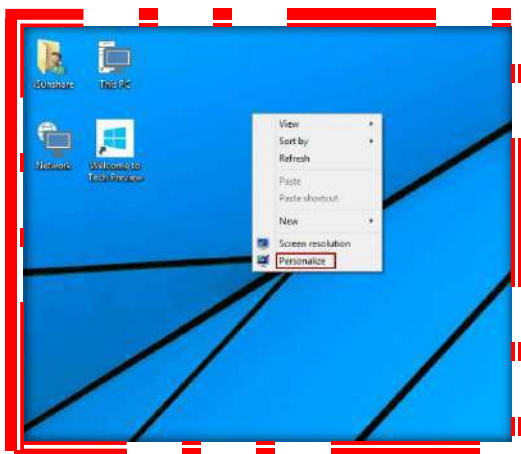 iSunshare
This PC
Network
Welcome to
Tech Preview
View
Sort by
Refresh
Paste
Paste shortcut
New
Screen resolution
Personalize